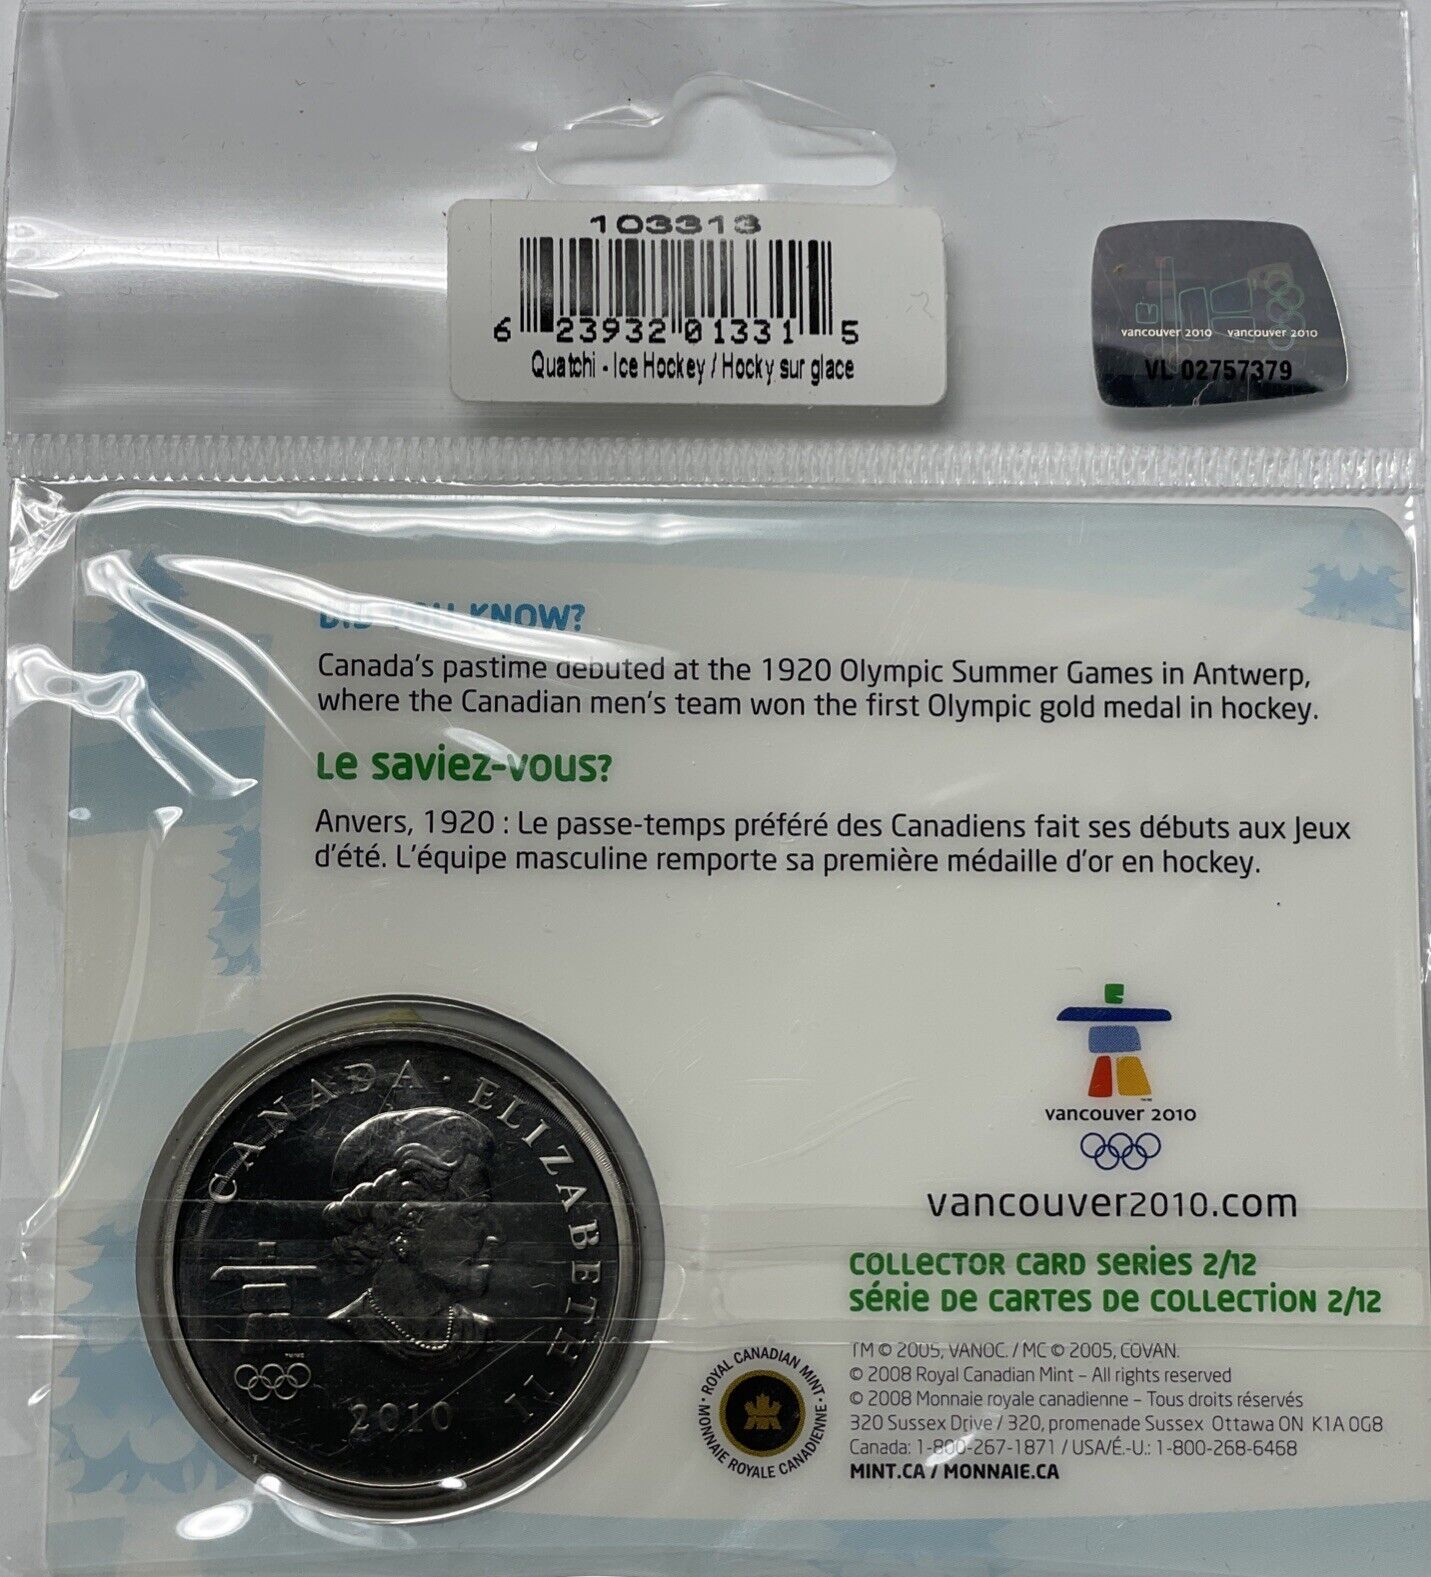 103313
6 23932 01331 5
Quatchi - Ice Hockey / Hocky sur glace
vancouver 2010 vancouver 2010
VL 02757379
DID YOU KNOW?
Canada's pastime debuted at the 1920 Olympic Summer Games in Antwerp,
where the Canadian men's team won the first Olympic gold medal in hockey.
Le saviez-vous?
Anvers, 1920 : Le passe-temps préféré des Canadiens fait ses débuts aux Jeux
d'été. L'équipe masculine remporte sa première médaille d'or en hockey.
CANADA · ELIZABETH II
2010
vancouver 2010
vancouver2010.com
COLLECTOR CARD SERIES 2/12
SÉRIE DE CARTES DE COLLECTION 2/12
· ROYAL CANADIAN MINT · MONNAIE ROYALE CANADIENNE
TM © 2005, VANOC. / MC © 2005, COVAN.
© 2008 Royal Canadian Mint – All rights reserved
© 2008 Monnaie royale canadienne – Tous droits réservés
320 Sussex Drive / 320, promenade Sussex Ottawa ON K1A 0G8
Canada: 1-800-267-1871 / USA/É.-U.: 1-800-268-6468
MINT.CA / MONNAIE.CA